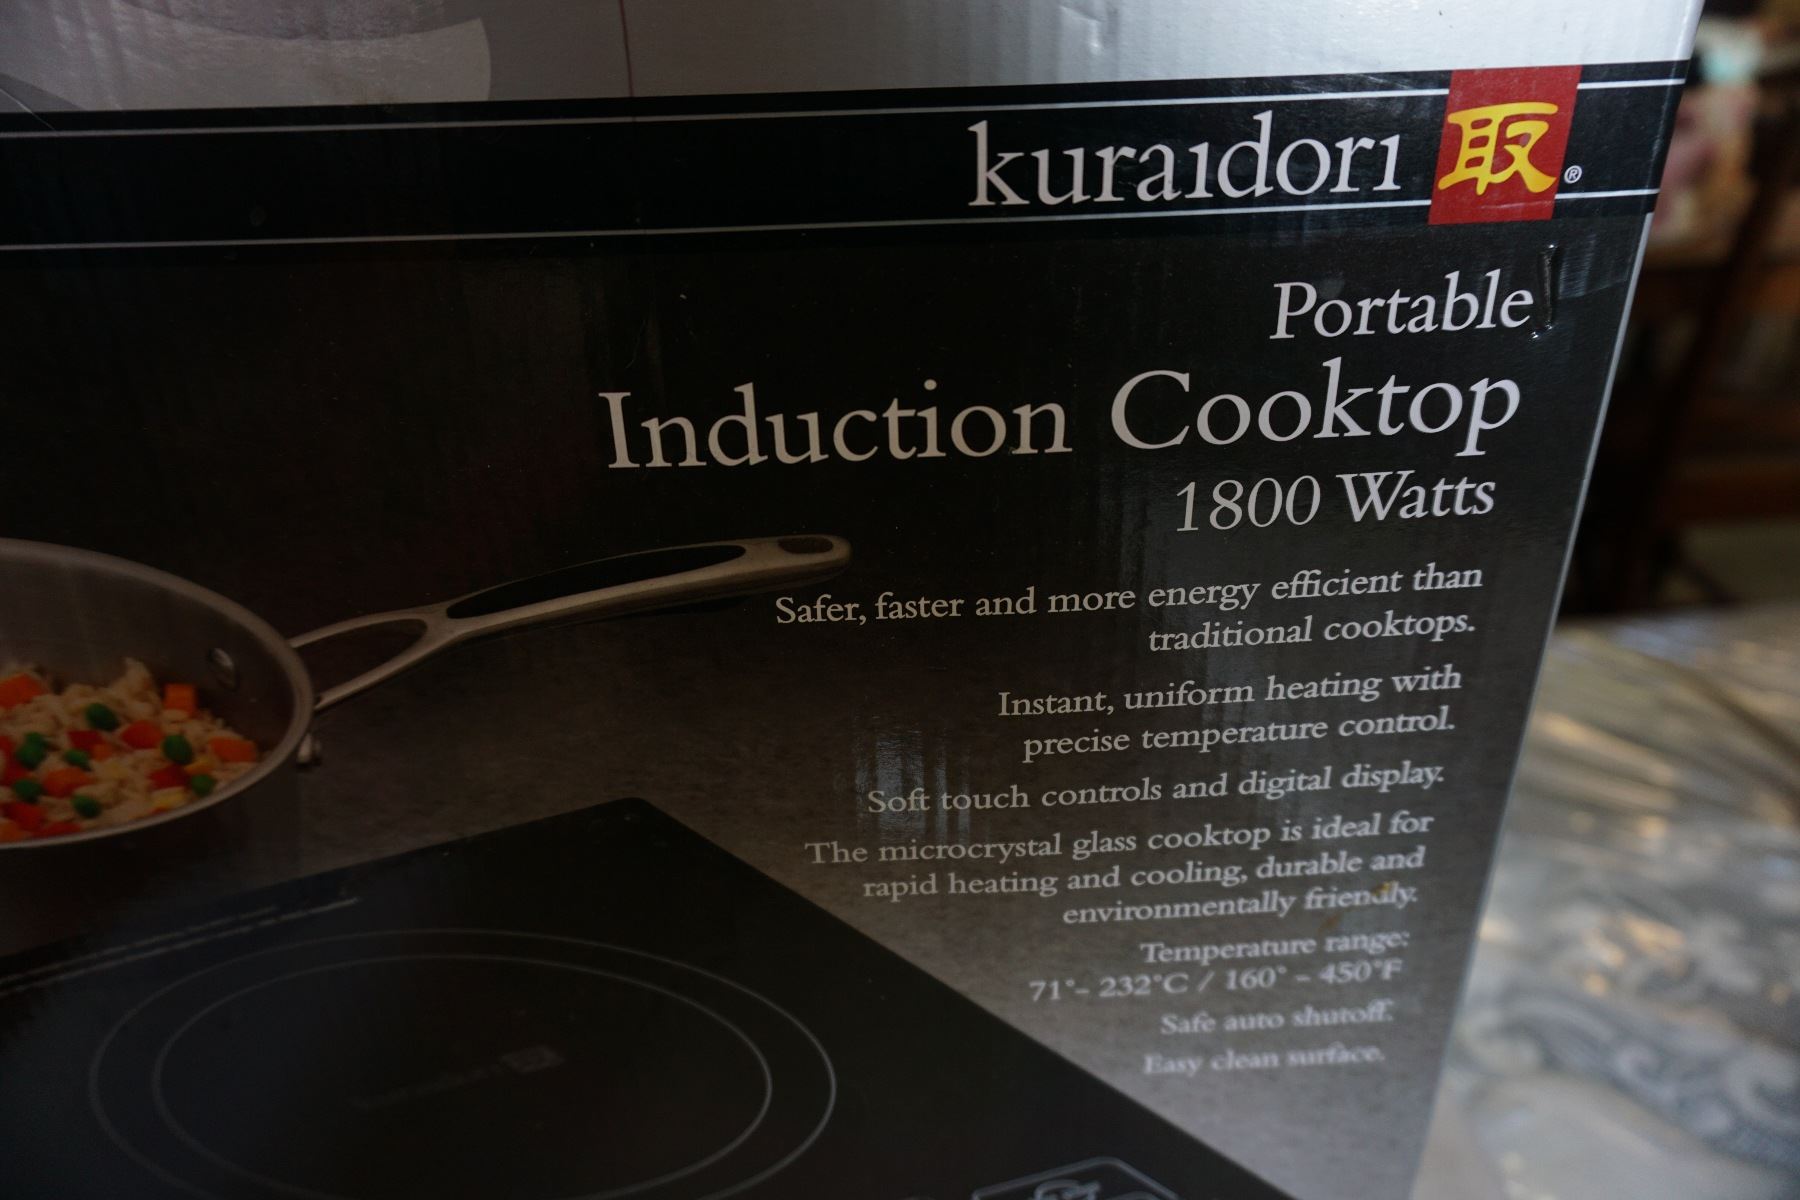 kuraidori 取®
Portable
Induction Cooktop
1800 Watts
Safer, faster and more energy efficient than
traditional cooktops.
Instant, uniform heating with
precise temperature control.
Soft touch controls and digital display.
The microcrystal glass cooktop is ideal for
rapid heating and cooling, durable and
environmentally friendly.
Temperature range:
71°- 232°C / 160° - 450°F
Safe auto shutoff.
Easy clean surface.